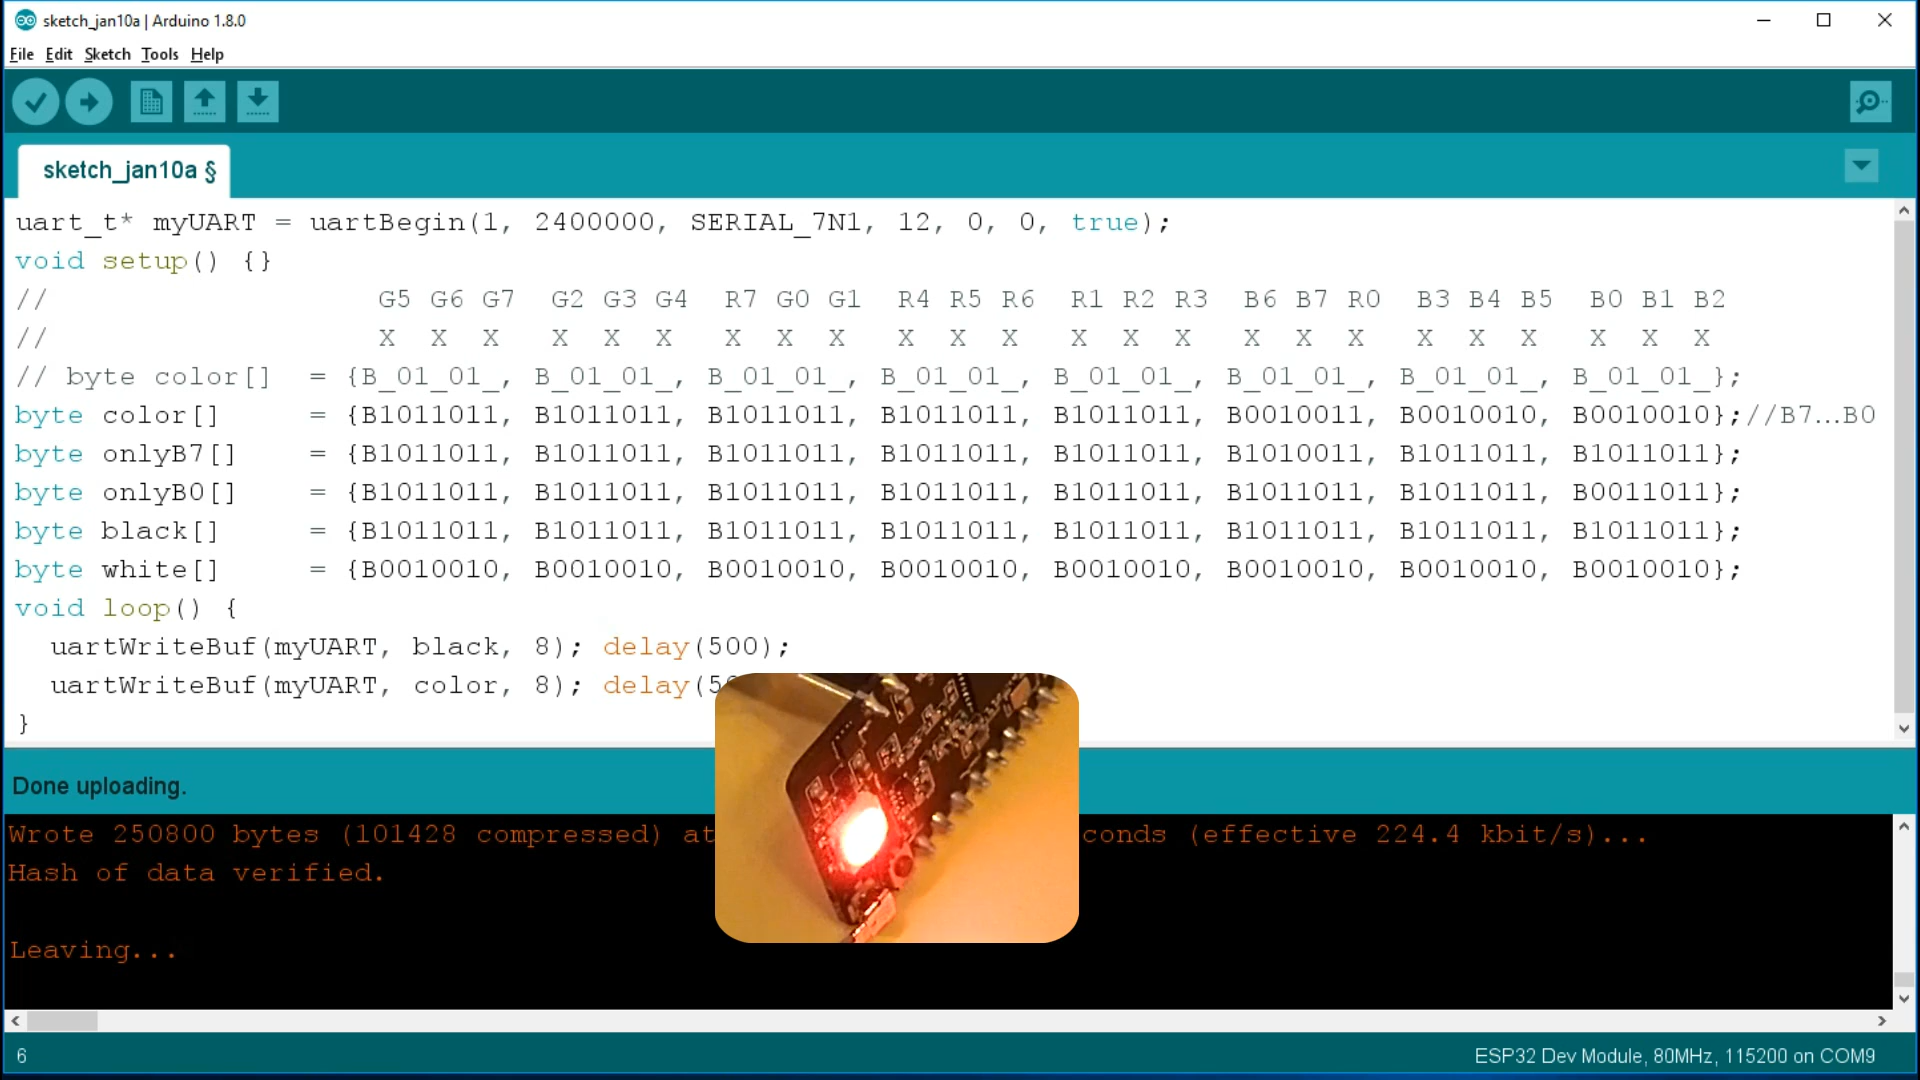 sketch_jan10a | Arduino 1.8.0
File Edit Sketch Tools Help
sketch_jan10a §
uart_t* myUART = uartBegin(1, 2400000, SERIAL_7N1, 12, 0, 0, true);
void setup() {}
// G5 G6 G7 G2 G3 G4 R7 G0 G1 R4 R5 R6 R1 R2 R3 B6 B7 R0 B3 B4 B5 B0 B1 B2
// X X X X X X X X X X X X X X X X X X X X X X X X
// byte color[] = {B_01_01_, B_01_01_, B_01_01_, B_01_01_, B_01_01_, B_01_01_, B_01_01_, B_01_01_};
byte color[] = {B1011011, B1011011, B1011011, B1011011, B1011011, B0010011, B0010010, B0010010};//B7...B0
byte onlyB7[] = {B1011011, B1011011, B1011011, B1011011, B1011011, B1010011, B1011011, B1011011};
byte onlyB0[] = {B1011011, B1011011, B1011011, B1011011, B1011011, B1011011, B1011011, B0011011};
byte black[] = {B1011011, B1011011, B1011011, B1011011, B1011011, B1011011, B1011011, B1011011};
byte white[] = {B0010010, B0010010, B0010010, B0010010, B0010010, B0010010, B0010010, B0010010};
void loop() {
uartWriteBuf(myUART, black, 8); delay(500);
uartWriteBuf(myUART, color, 8); delay(5
}
Done uploading.
Wrote 250800 bytes (101428 compressed) at conds (effective 224.4 kbit/s)...
Hash of data verified.
Leaving...
6 ESP32 Dev Module, 80MHz, 115200 on COM9